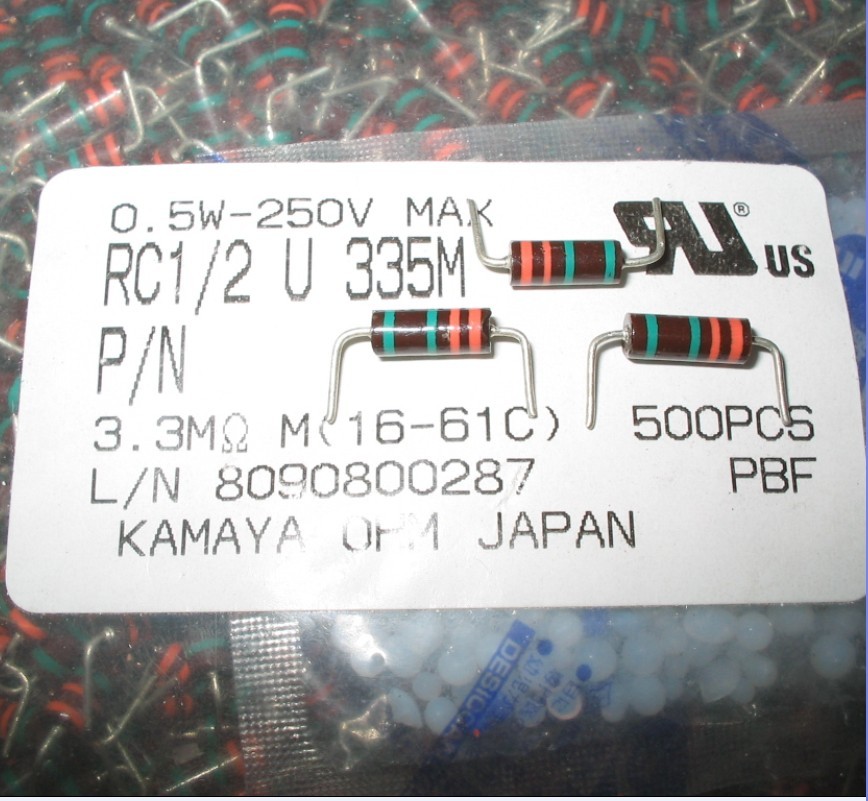 0.5W-250V MAX
RC1/2 U 335M
® US
P/N
3.3MΩ M(16-61C) 500PCS
L/N 8090800287 PBF
KAMAYA OHM JAPAN